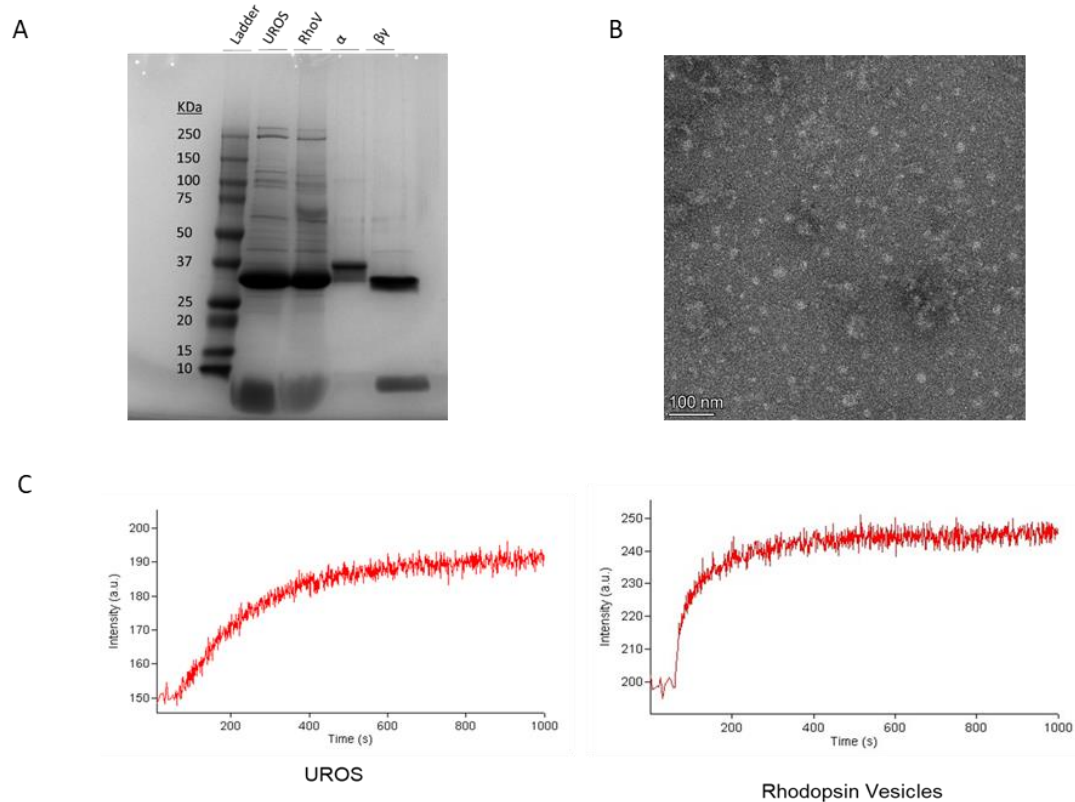 A
Ladder
UROS
RhoV
α
βγ
KDa
250
150
100
75
50
37
25
20
15
10
B
100 nm
C
200
190
180
170
160
150
Intensity (a.u.)
200
400
600
800
1000
Time (s)
UROS
250
240
230
220
210
200
Intensity (a.u.)
200
400
600
800
1000
Time (s)
Rhodopsin Vesicles